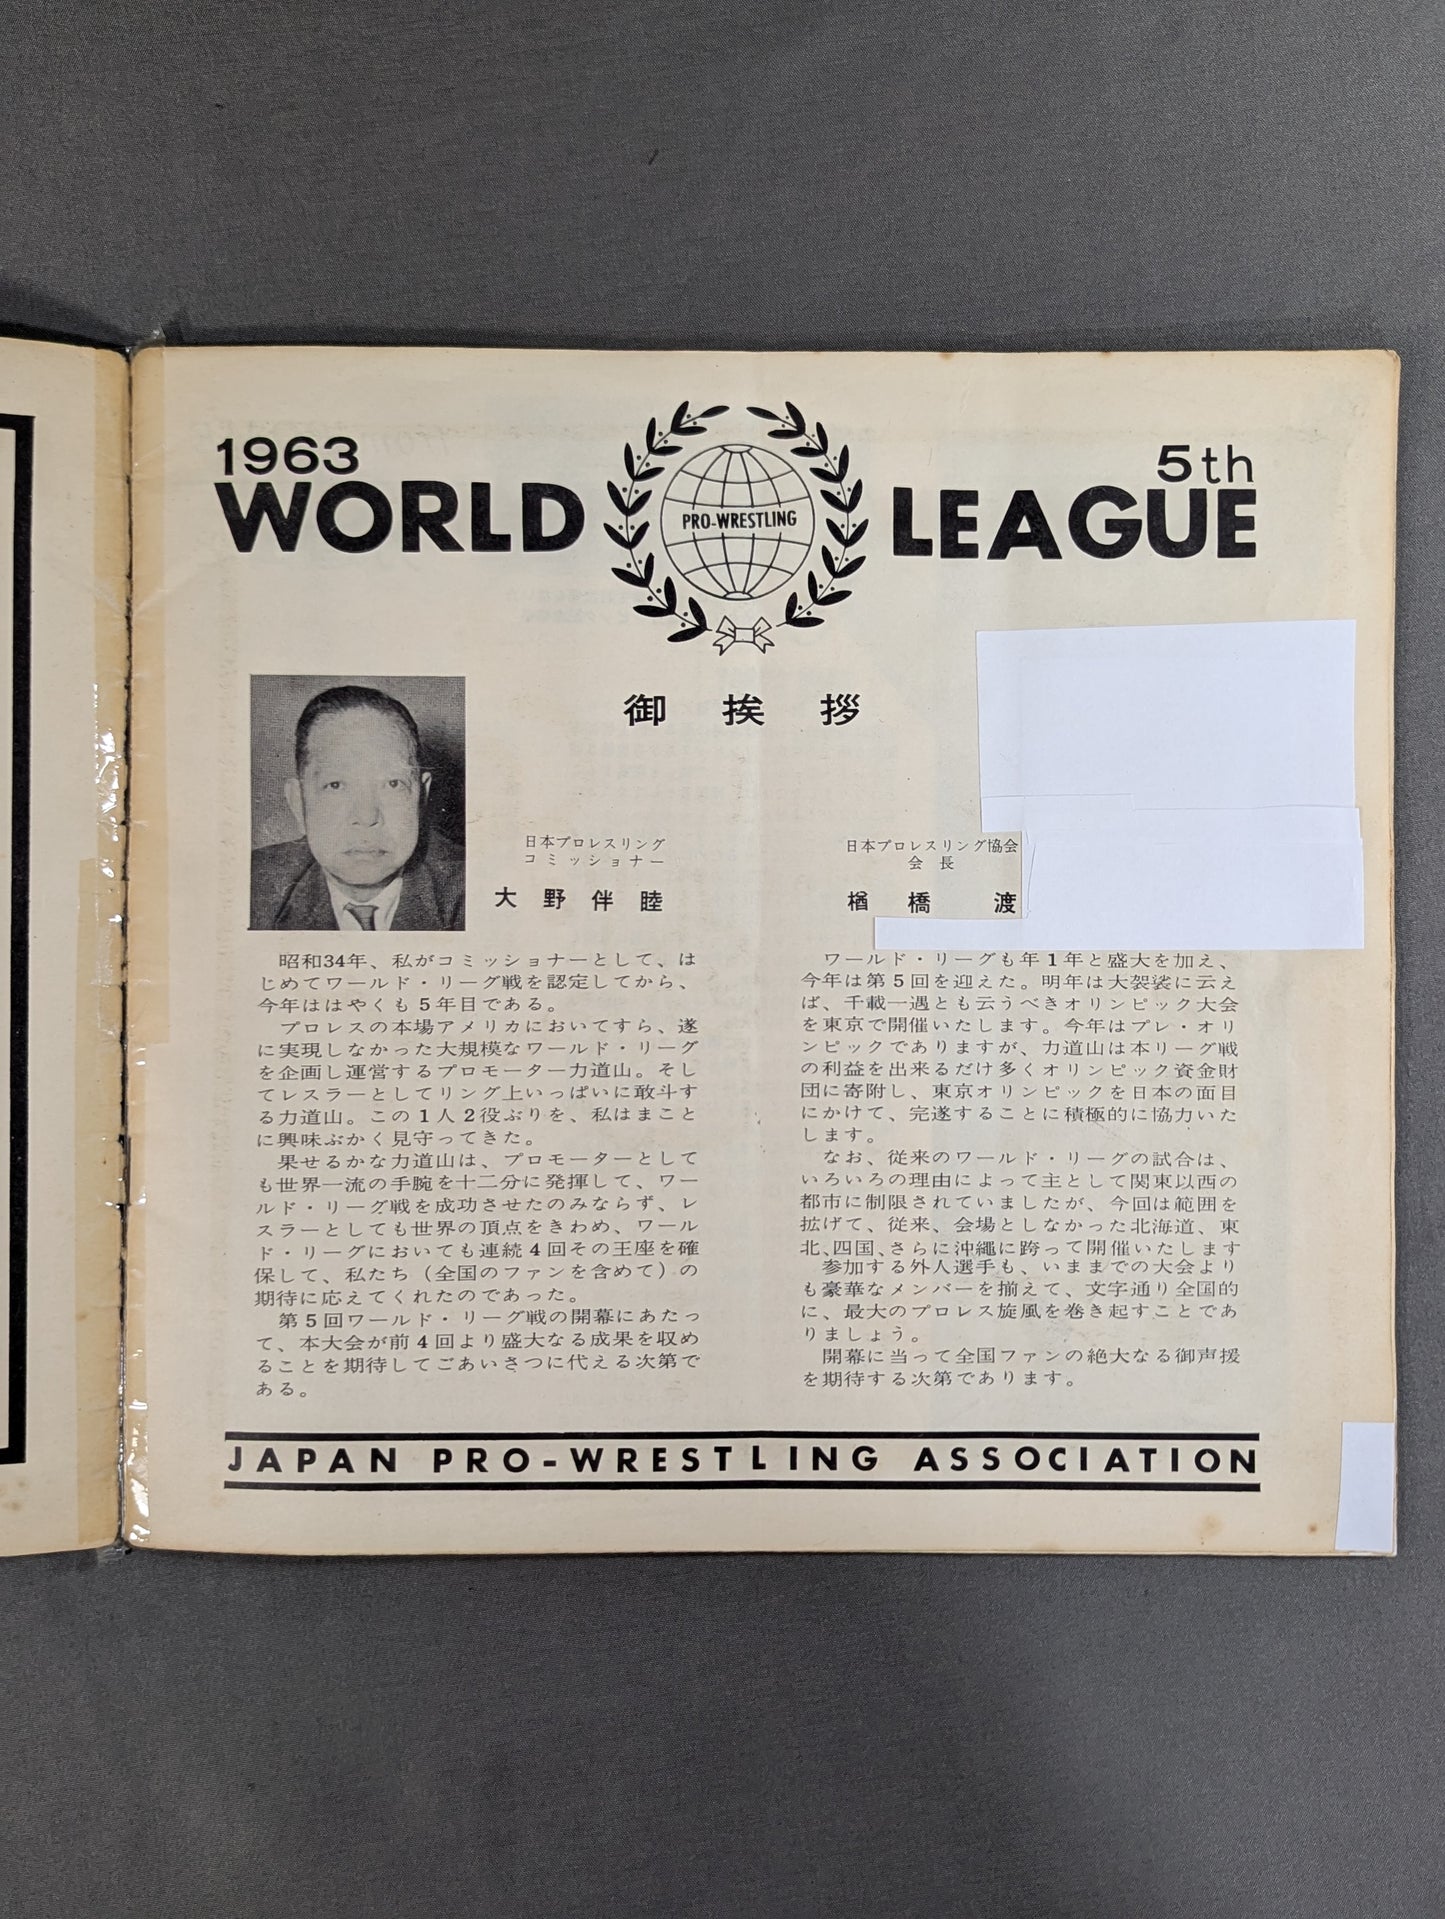 1963
5th
WORLD
PRO-WRESTLING
LEAGUE
御挨拶
日本プロレスリング
コミッショナー
大野伴睦
昭和34年、私がコミッショナーとして、は
じめてワールド・リーグ戦を認定してから、
今年ははやくも5年目である。
プロレスの本場アメリカにおいてすら、遂
に実現しなかった大規模なワールド・リーグ
を企画し運営するプロモーター力道山。そし
てレスラーとしてリング上いっぱいに敢斗す
る力道山。この1人2役ぶりを、私はまこと
に興味ぶかく見守ってきた。
果せるかな力道山は、プロモーターとして
も世界一流の手腕を十二分に発揮して、ワー
ルド・リーグ戦を成功させたのみならず、レ
スラーとしても世界の頂点をきわめ、ワール
ド・リーグにおいても連続4回その王座を確
保して、私たち（全国のファンを含めて）の
期待に応えてくれたのであった。
第5回ワールド・リーグ戦の開幕にあたっ
て、本大会が前4回より盛大なる成果を収め
ることを期待してごあいさつに代える次第で
ある。
日本プロレスリング協会
会長
楢橋渡
ワールド・リーグも年1年と盛大を加え、
今年は第5回を迎えた。明年は大袈裟に云え
ば、千載一遇とも云うべきオリンピック大会
を東京で開催いたします。今年はプレ・オリ
ンピックでありますが、力道山は本リーグ戦
の利益を出来るだけ多くオリンピック資金財
団に寄附し、東京オリンピックを日本の面目
にかけて、完遂することに積極的に協力いた
します。
なお、従来のワールド・リーグの試合は、
いろいろの理由によって主として関東以西の
都市に制限されていましたが、今回は範囲を
拡げて、従来、会場としなかった北海道、東
北、四国、さらに沖繩に跨って開催いたします
参加する外人選手も、いままでの大会より
も豪華なメンバーを揃えて、文字通り全国的
に、最大のプロレス旋風を巻き起すことであ
りましょう。
開幕に当って全国ファンの絶大なる御声援
を期待する次第であります。
JAPAN PRO-WRESTLING ASSOCIATION